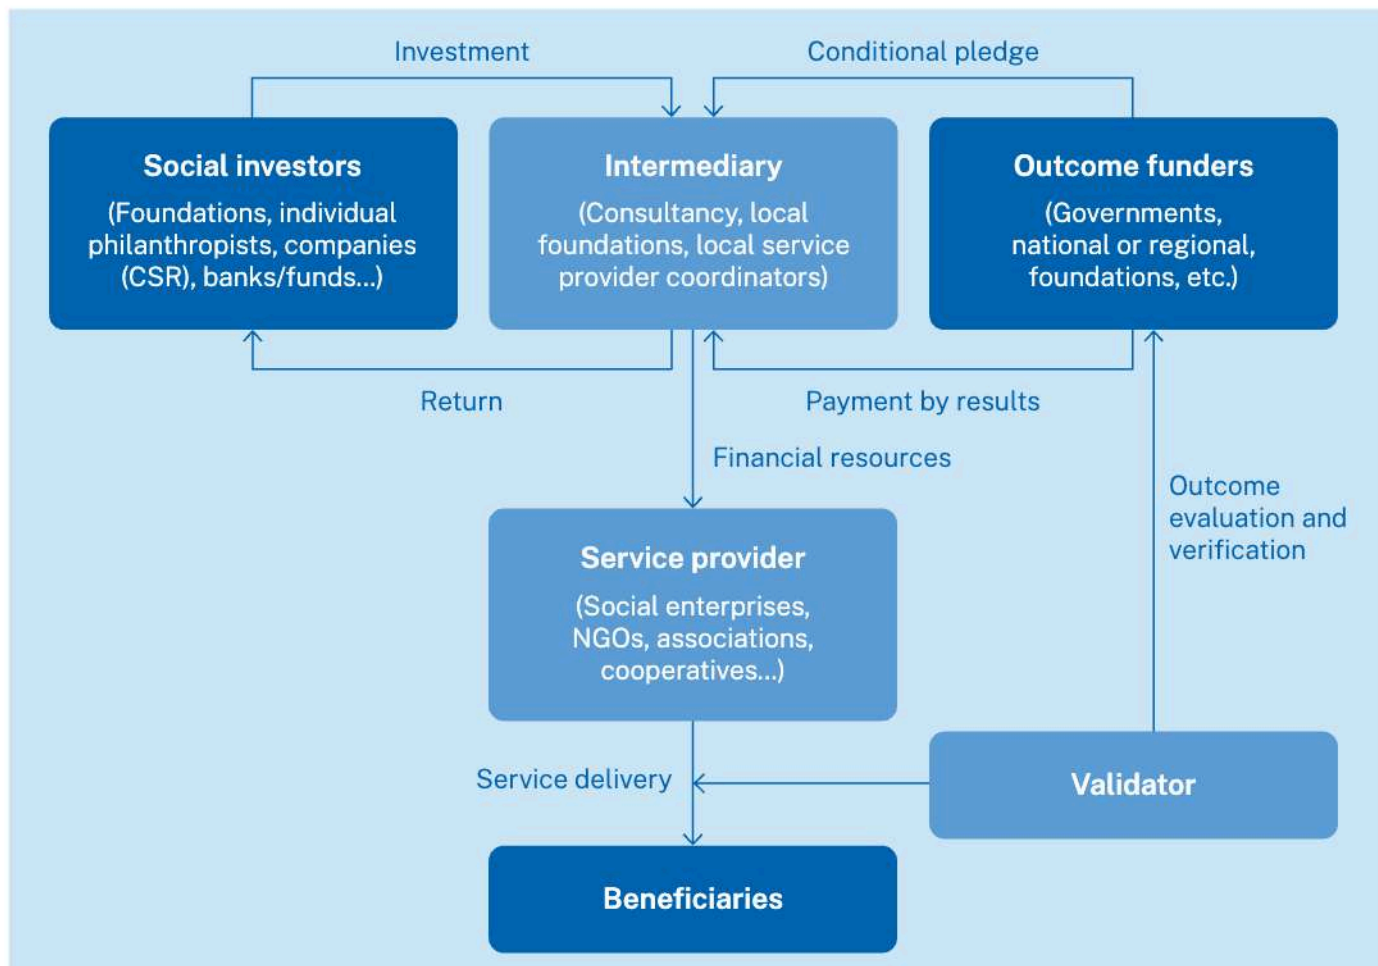 Investment
Conditional pledge
Social investors
(Foundations, individual
philanthropists, companies
(CSR), banks/funds...)
Intermediary
(Consultancy, local
foundations, local service
provider coordinators)
Outcome funders
(Governments,
national or regional,
foundations, etc.)
Return
Payment by results
Financial resources
Outcome
evaluation and
verification
Service provider
(Social enterprises,
NGOs, associations,
cooperatives...)
Service delivery
Validator
Beneficiaries